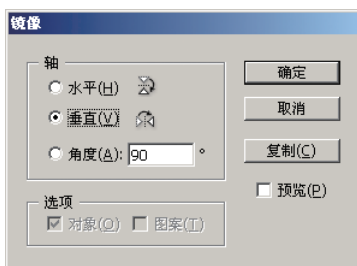 镜像
轴
水平(H)
垂直(V)
角度(A): 90 °
选项
对象(O) 图案(T)
确定
取消
复制(C)
预览(P)